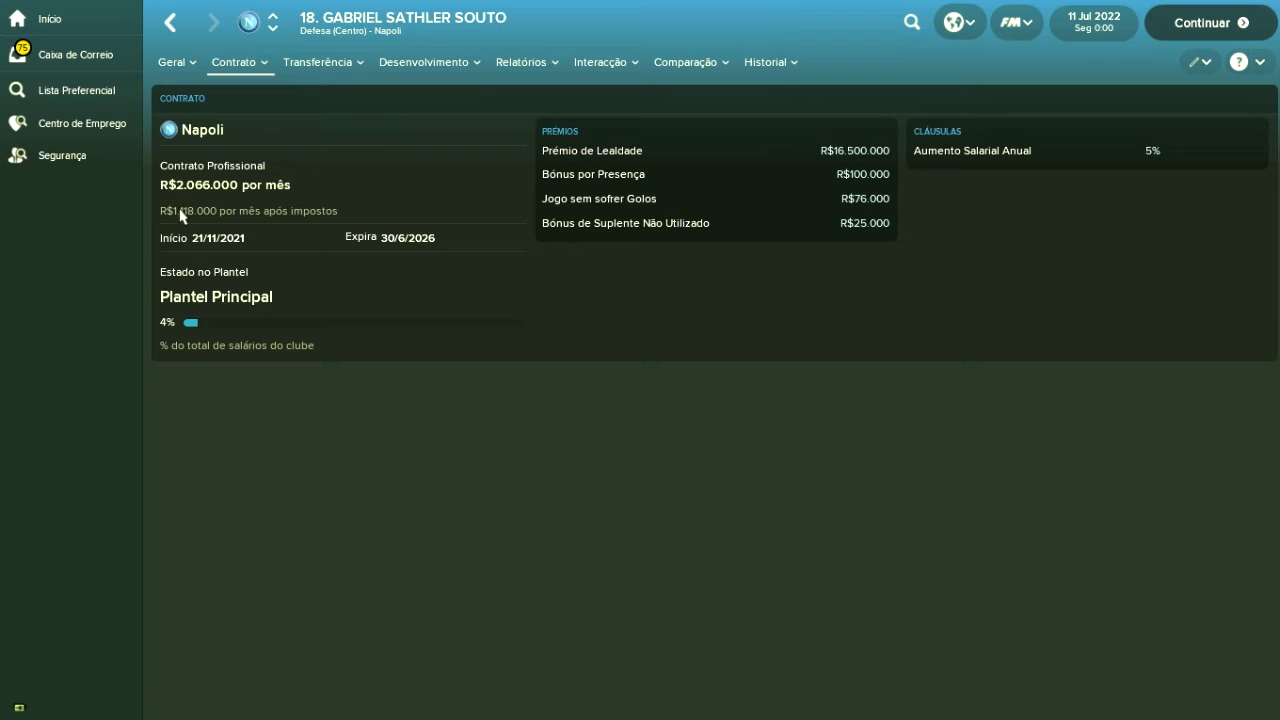 Início
75
Caixa de Correio
Lista Preferencial
Centro de Emprego
Segurança
18. GABRIEL SATHLER SOUTO
Defesa (Centro) - Napoli
FM
11 Jul 2022
Seg 0:00
Continuar
Geral
Contrato
Transferência
Desenvolvimento
Relatórios
Interacção
Comparação
Historial
?
CONTRATO
Napoli
Contrato Profissional
R$2.066.000 por mês
por mês após impostos
Início 21/11/2021
Expira 30/6/2026
Estado no Plantel
Plantel Principal
4%
% do total de salários do clube
PRÉMIOS
Prémio de Lealdade R$16.500.000
Bónus por Presença R$100.000
Jogo sem sofrer Golos R$76.000
Bónus de Suplente Não Utilizado R$25.000
CLÁUSULAS
Aumento Salarial Anual 5%